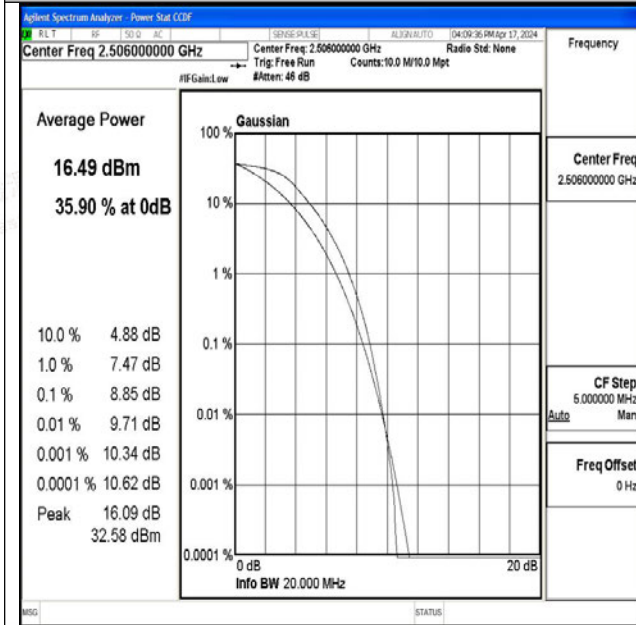 Agilent Spectrum Analyzer - Power Stat CCDF
RL T RF 50 Ω AC SENSE:PULSE ALIGNAUTO 04:09:36 PM Apr 17, 2024
Center Freq 2.506000000 GHz
Center Freq: 2.506000000 GHz Radio Std: None
Trig: Free Run Counts:10.0 M/10.0 Mpt
#IFGain:Low #Atten: 46 dB
Frequency
Average Power
16.49 dBm
35.90 % at 0dB
10.0 % 4.88 dB
1.0 % 7.47 dB
0.1 % 8.85 dB
0.01 % 9.71 dB
0.001 % 10.34 dB
0.0001 % 10.62 dB
Peak 16.09 dB
32.58 dBm
Gaussian
100 %
10 %
1 %
0.1 %
0.01 %
0.001 %
0.0001 %
0 dB 20 dB
Info BW 20.000 MHz
Center Freq
2.506000000 GHz
CF Step
5.000000 MHz
Auto Man
Freq Offset
0 Hz
MSG STATUS